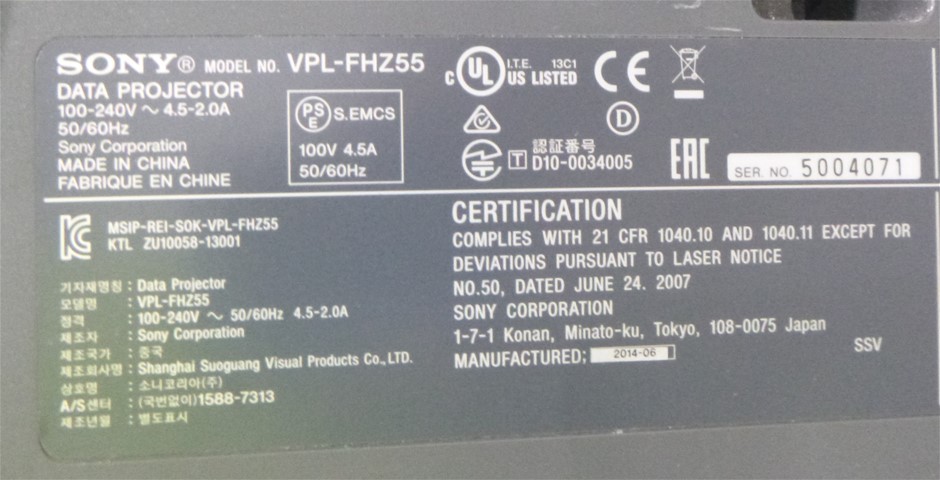 SONY® MODEL NO. VPL-FHZ55
DATA PROJECTOR
100-240V ～ 4.5-2.0A
50/60Hz
Sony Corporation
MADE IN CHINA
FABRIQUE EN CHINE
PSE S.EMCS
100V 4.5A
50/60Hz
C UL US LISTED I.T.E. 13C1
CE
D
T 認証番号
D10-0034005
EAC
SER. NO. 5004071
MSIP-REI-SOK-VPL-FHZ55
KTL ZU10058-13001
기자재명칭 : Data Projector
모델명 : VPL-FHZ55
정격 : 100-240V ～ 50/60Hz 4.5-2.0A
제조자 : Sony Corporation
제조국가 : 중국
제조회사명 : Shanghai Suoguang Visual Products Co., LTD.
상호명 : 소니코리아(주)
A/S센터 : (국번없이)1588-7313
제조년월 : 별도표시
CERTIFICATION
COMPLIES WITH 21 CFR 1040.10 AND 1040.11 EXCEPT FOR
DEVIATIONS PURSUANT TO LASER NOTICE
NO.50, DATED JUNE 24. 2007
SONY CORPORATION
1-7-1 Konan, Minato-ku, Tokyo, 108-0075 Japan
MANUFACTURED; 2014-06
SSV